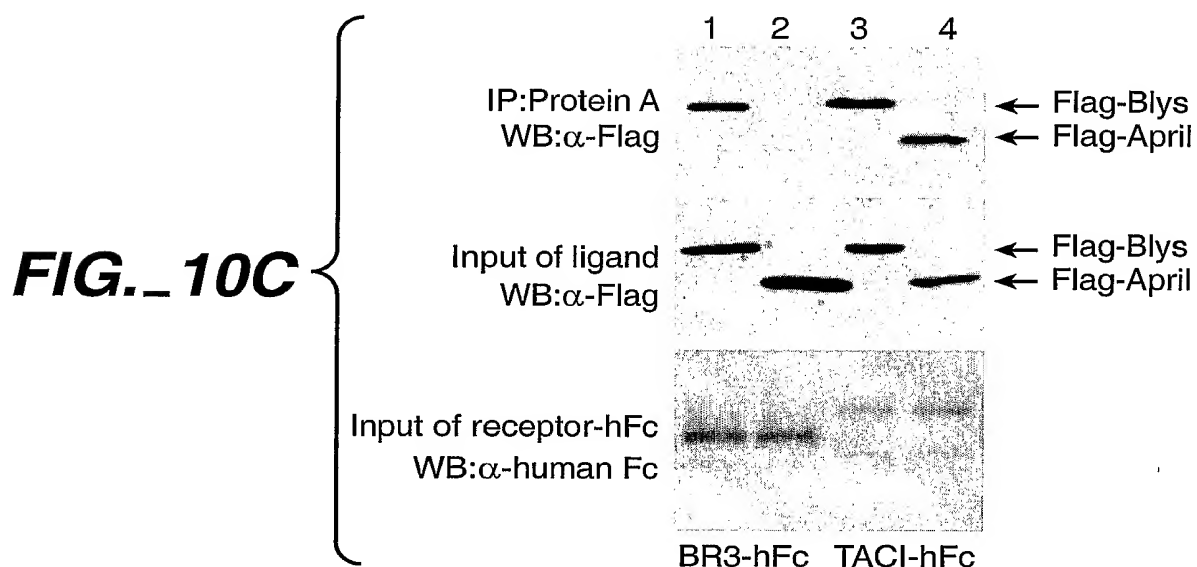 1 2 3 4
IP:Protein A
WB:α-Flag
← Flag-Blys
← Flag-April
FIG._10C
Input of ligand
WB:α-Flag
← Flag-Blys
← Flag-April
Input of receptor-hFc
WB:α-human Fc
BR3-hFc TACI-hFc